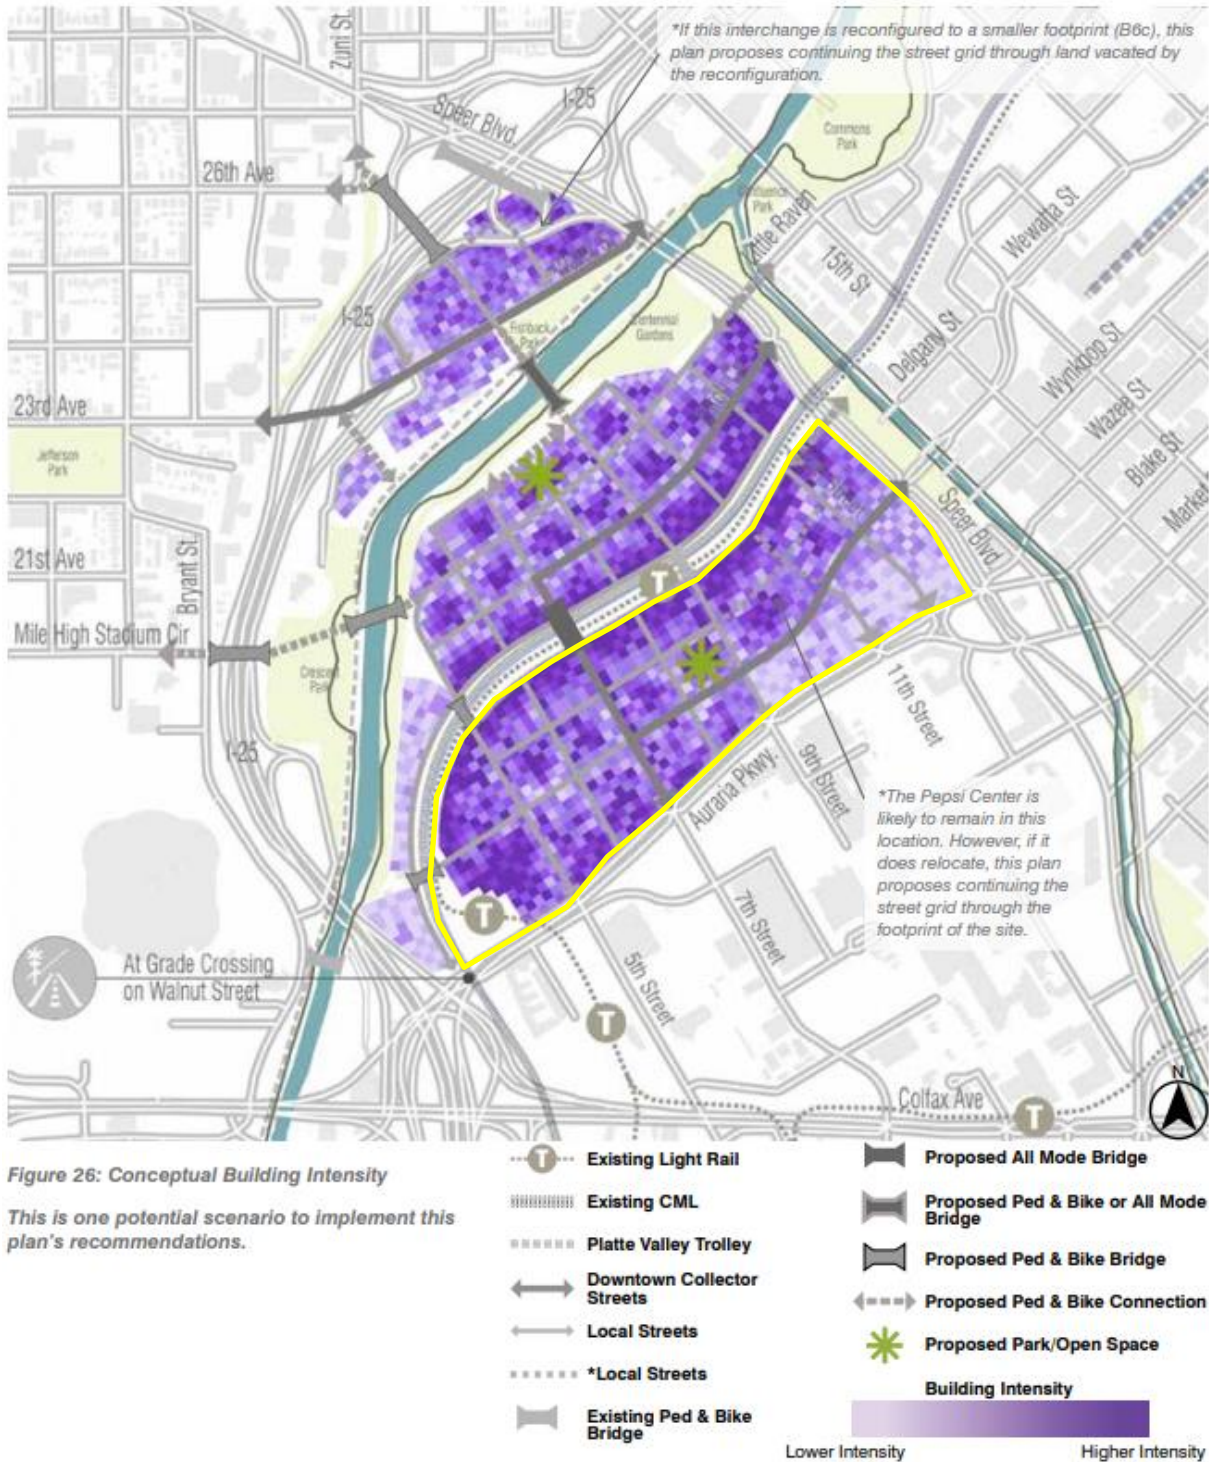 *If this interchange is reconfigured to a smaller footprint (B6c), this
plan proposes continuing the street grid through land vacated by
the reconfiguration.
Zuni St.
I-25
Speer Blvd.
Commons
Park
26th Ave
Park
Little Raven
Wewatta St
15th St
I-25
Fishback
Park
Centennial
Gardens
Delgany St
Wynkoop St
23rd Ave
Wazee St
Jefferson
Park
Blake St
Speer Blvd
Market
21st Ave
Bryant St.
T
Mile High Stadium Cir
Crescent
Park
11th Street
I-25
Auraria Pkwy.
9th Street
*The Pepsi Center is
likely to remain in this
location. However, if it
does relocate, this plan
proposes continuing the
street grid through the
footprint of the site.
7th Street
T
At Grade Crossing
on Walnut Street
5th Street
T
N
Colfax Ave
T
Figure 26: Conceptual Building Intensity
This is one potential scenario to implement this
plan's recommendations.
T
Existing Light Rail
Existing CML
Platte Valley Trolley
Downtown Collector
Streets
Local Streets
*Local Streets
Existing Ped & Bike
Bridge
Proposed All Mode Bridge
Proposed Ped & Bike or All Mode
Bridge
Proposed Ped & Bike Bridge
Proposed Ped & Bike Connection
Proposed Park/Open Space
Building Intensity
Lower Intensity
Higher Intensity